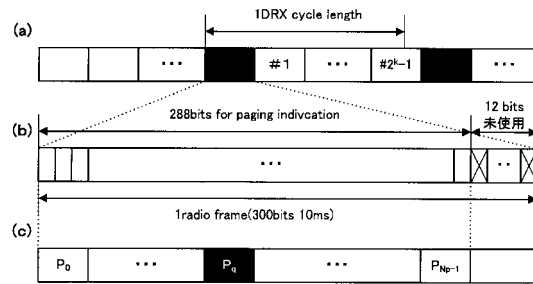 1DRX cycle length
(a)
··· #1 ··· #2ᵏ−1 ···
288bits for paging indivcation
12 bits
未使用
(b)
··· ··
1radio frame(300bits 10ms)
(c)
P₀ ··· Pq ··· PNp-1